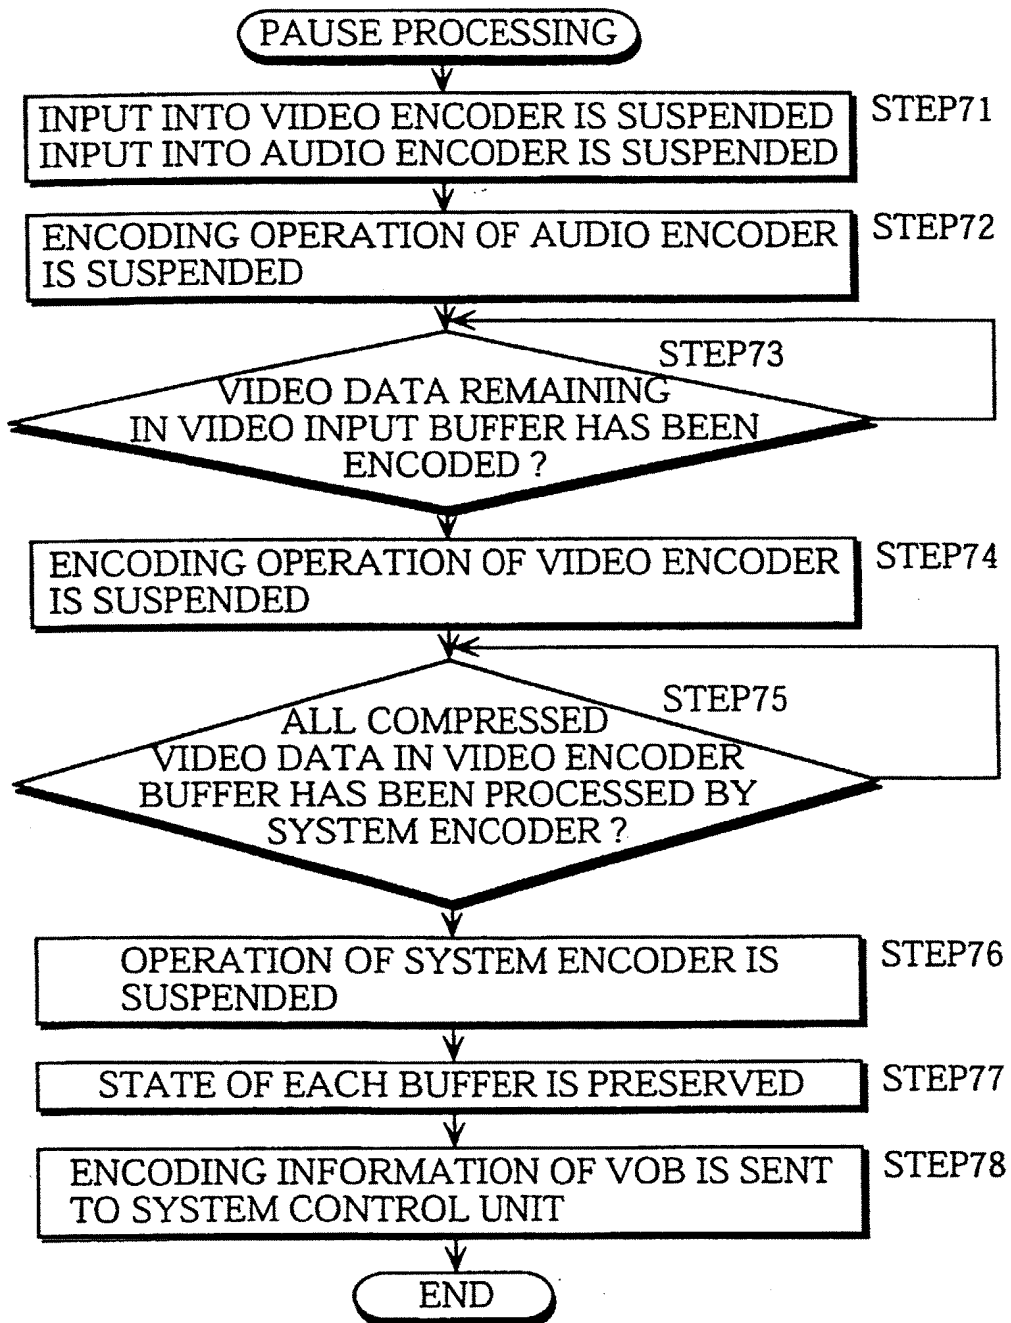 PAUSE PROCESSING
INPUT INTO VIDEO ENCODER IS SUSPENDED
INPUT INTO AUDIO ENCODER IS SUSPENDED
STEP71
ENCODING OPERATION OF AUDIO ENCODER
IS SUSPENDED
STEP72
STEP73
VIDEO DATA REMAINING
IN VIDEO INPUT BUFFER HAS BEEN
ENCODED ?
ENCODING OPERATION OF VIDEO ENCODER
IS SUSPENDED
STEP74
STEP75
ALL COMPRESSED
VIDEO DATA IN VIDEO ENCODER
BUFFER HAS BEEN PROCESSED BY
SYSTEM ENCODER ?
OPERATION OF SYSTEM ENCODER IS
SUSPENDED
STEP76
STATE OF EACH BUFFER IS PRESERVED
STEP77
ENCODING INFORMATION OF VOB IS SENT
TO SYSTEM CONTROL UNIT
STEP78
END